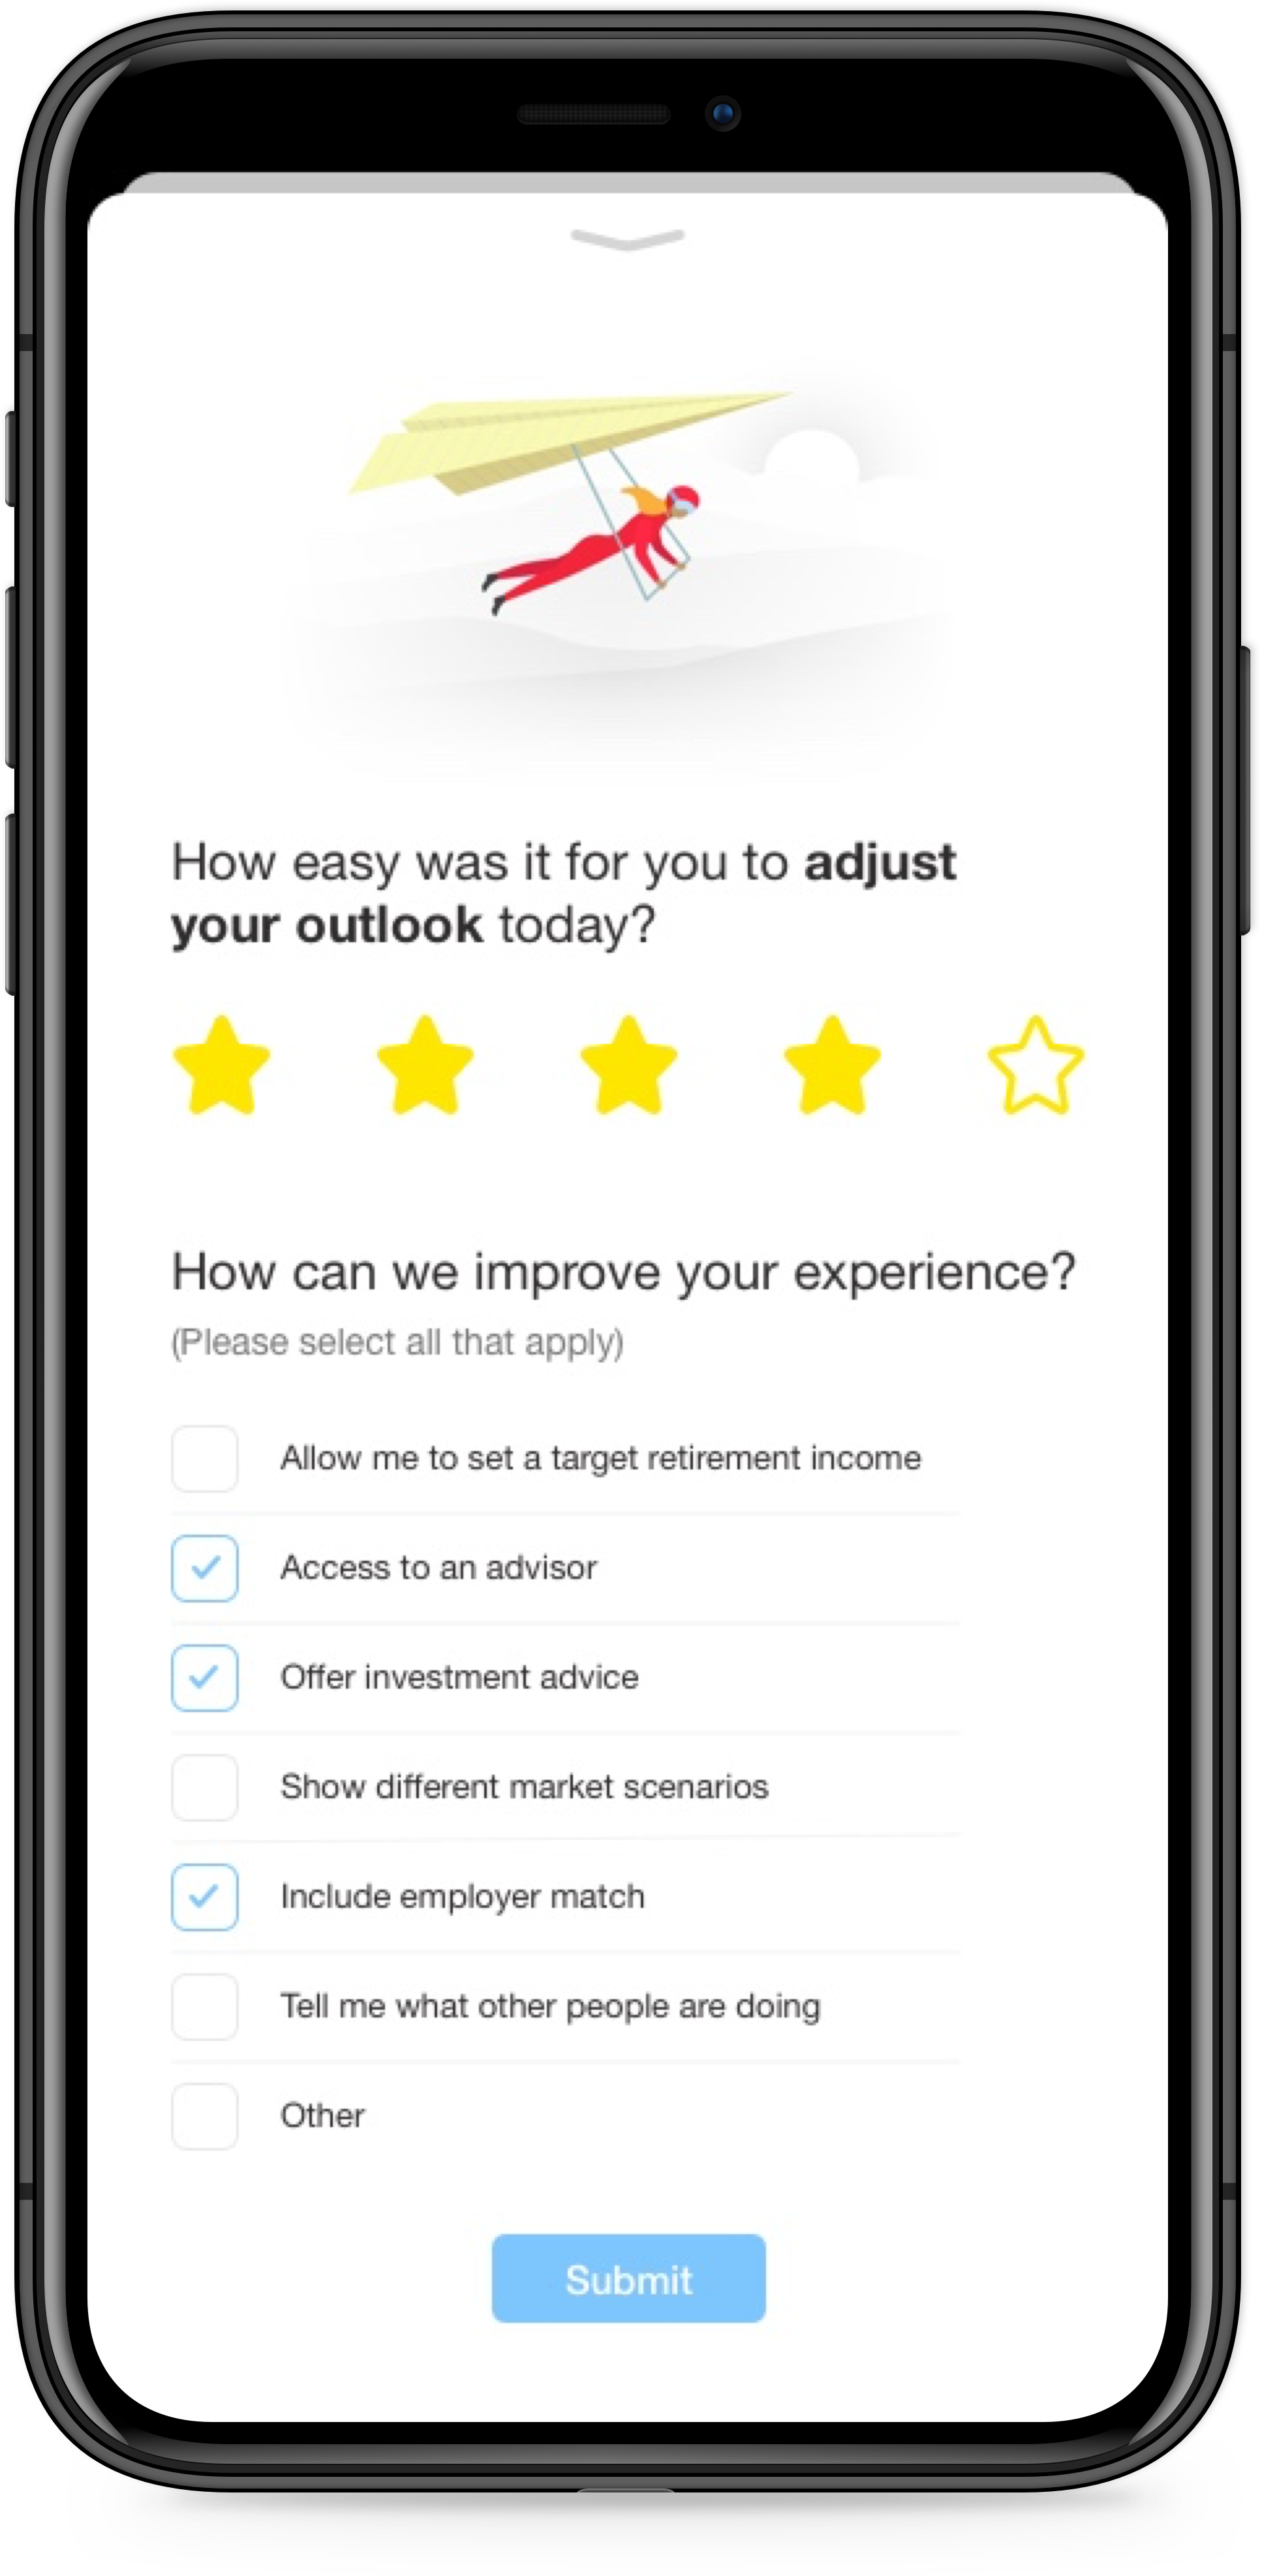 How easy was it for you to adjust
your outlook today?
How can we improve your experience?
(Please select all that apply)
Allow me to set a target retirement income
Access to an advisor
Offer investment advice
Show different market scenarios
Include employer match
Tell me what other people are doing
Other
Submit